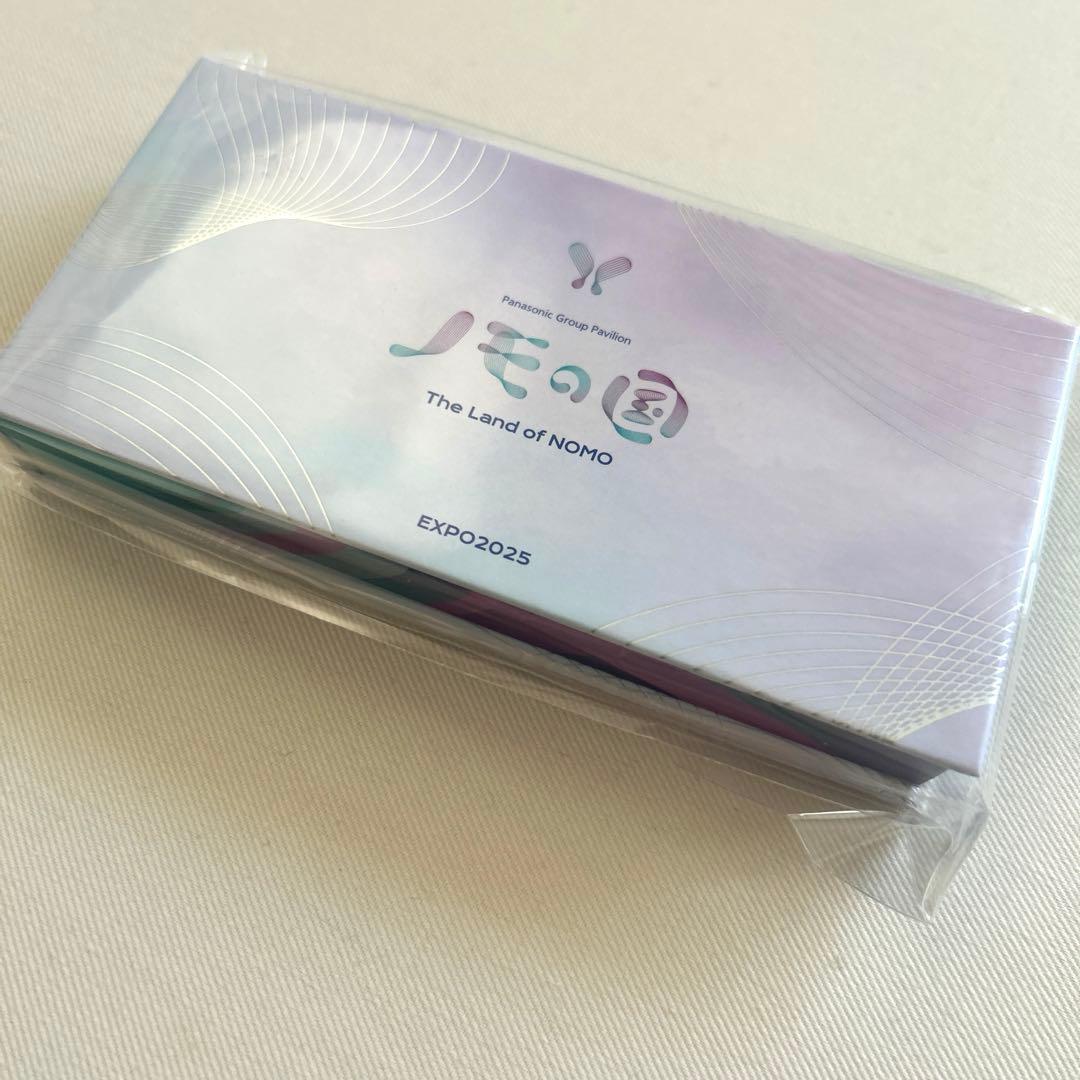 Panasonic Group Pavilion
ノモの国
The Land of NOMO
EXPO2025